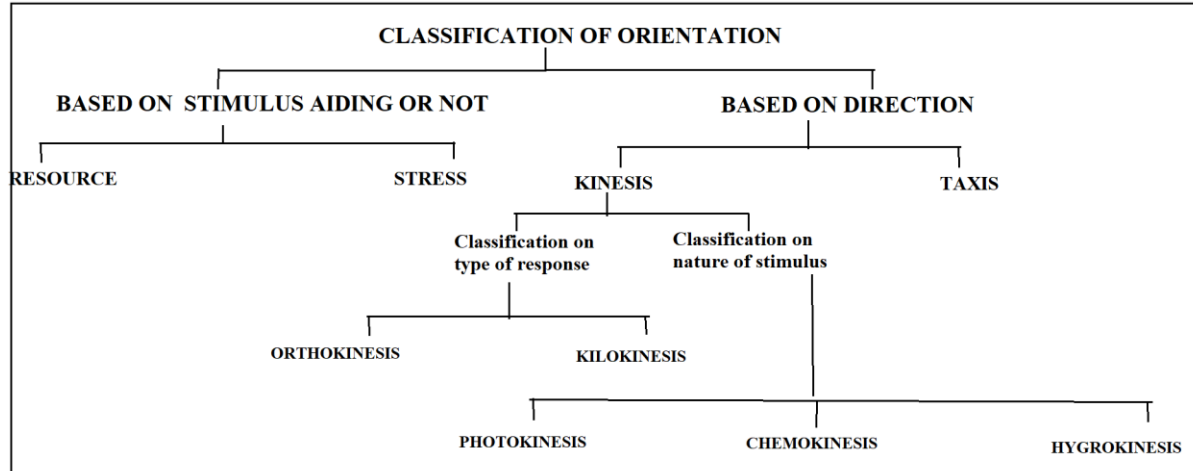 CLASSIFICATION OF ORIENTATION
BASED ON STIMULUS AIDING OR NOT
BASED ON DIRECTION
RESOURCE
STRESS
KINESIS
TAXIS
Classification on
type of response
Classification on
nature of stimulus
ORTHOKINESIS
KILOKINESIS
PHOTOKINESIS
CHEMOKINESIS
HYGROKINESIS